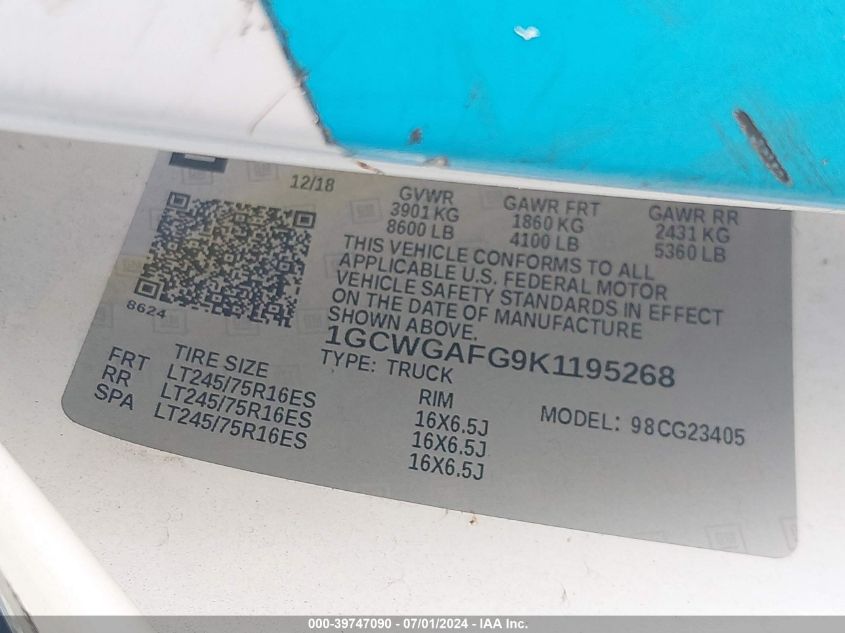 12/18
GVWR
3901 KG
8600 LB
GAWR FRT
1860 KG
4100 LB
GAWR RR
2431 KG
5360 LB
THIS VEHICLE CONFORMS TO ALL
APPLICABLE U.S. FEDERAL MOTOR
VEHICLE SAFETY STANDARDS IN EFFECT
ON THE DATE OF MANUFACTURE
SHOWN ABOVE.
8624
1GCWGAFG9K1195268
TYPE: TRUCK
MODEL: 98CG23405
TIRE SIZE RIM
FRT LT245/75R16ES 16X6.5J
RR LT245/75R16ES 16X6.5J
SPA LT245/75R16ES 16X6.5J
000-39747090 - 07/01/2024 - IAA Inc.